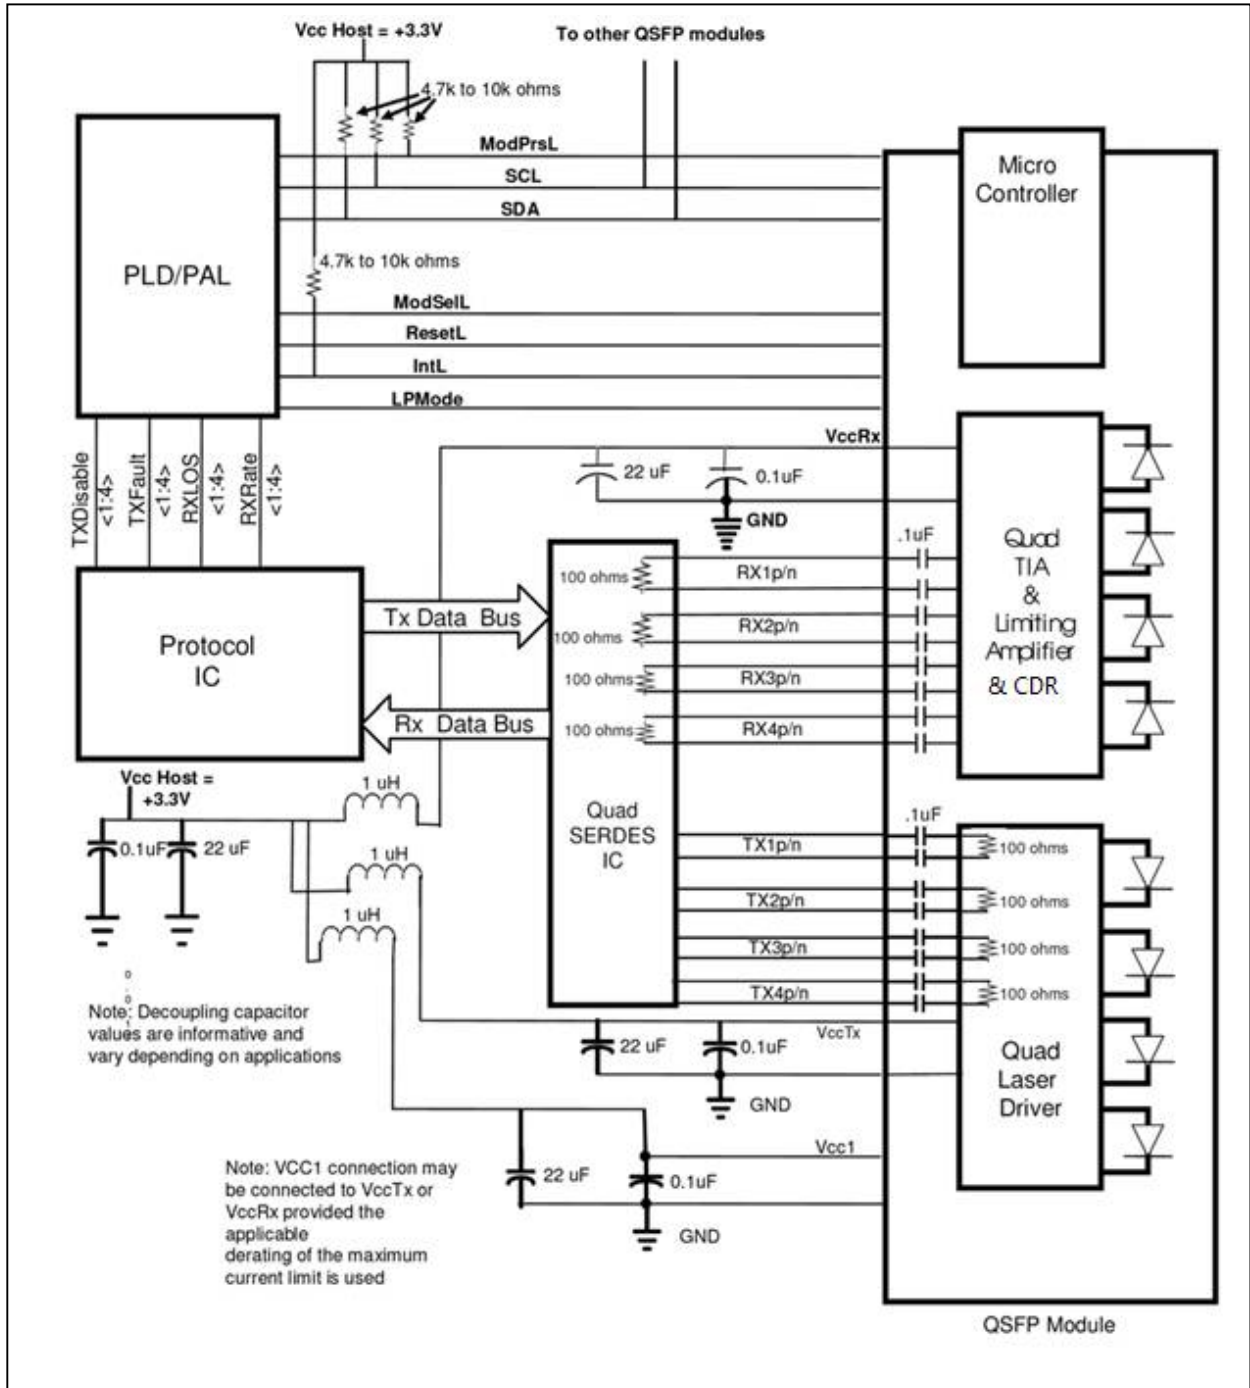 Vcc Host = +3.3V
To other QSFP modules
4.7k to 10k ohms
ModPrsL
SCL
SDA
Micro
Controller
PLD/PAL
4.7k to 10k ohms
ModSelL
ResetL
IntL
LPMode
TXDisable
<1:4>
TXFault
<1:4>
RXLOS
<1:4>
RXRate
<1:4>
VccRx
22 uF
0.1uF
GND
.1uF
Quad
TIA
&
Limiting
Amplifier
& CDR
100 ohms
RX1p/n
Tx Data Bus
100 ohms
RX2p/n
Protocol
IC
100 ohms
RX3p/n
Rx Data Bus
100 ohms
RX4p/n
Vcc Host =
+3.3V
1 uH
0.1uF
22 uF
1 uH
1 uH
Quad
SERDES
IC
.1uF
TX1p/n
100 ohms
TX2p/n
100 ohms
TX3p/n
100 ohms
TX4p/n
100 ohms
Note: Decoupling capacitor
values are informative and
vary depending on applications
VccTx
22 uF
0.1uF
GND
Quad
Laser
Driver
Vcc1
22 uF
0.1uF
GND
Note: VCC1 connection may
be connected to VccTx or
VccRx provided the
applicable
derating of the maximum
current limit is used
QSFP Module